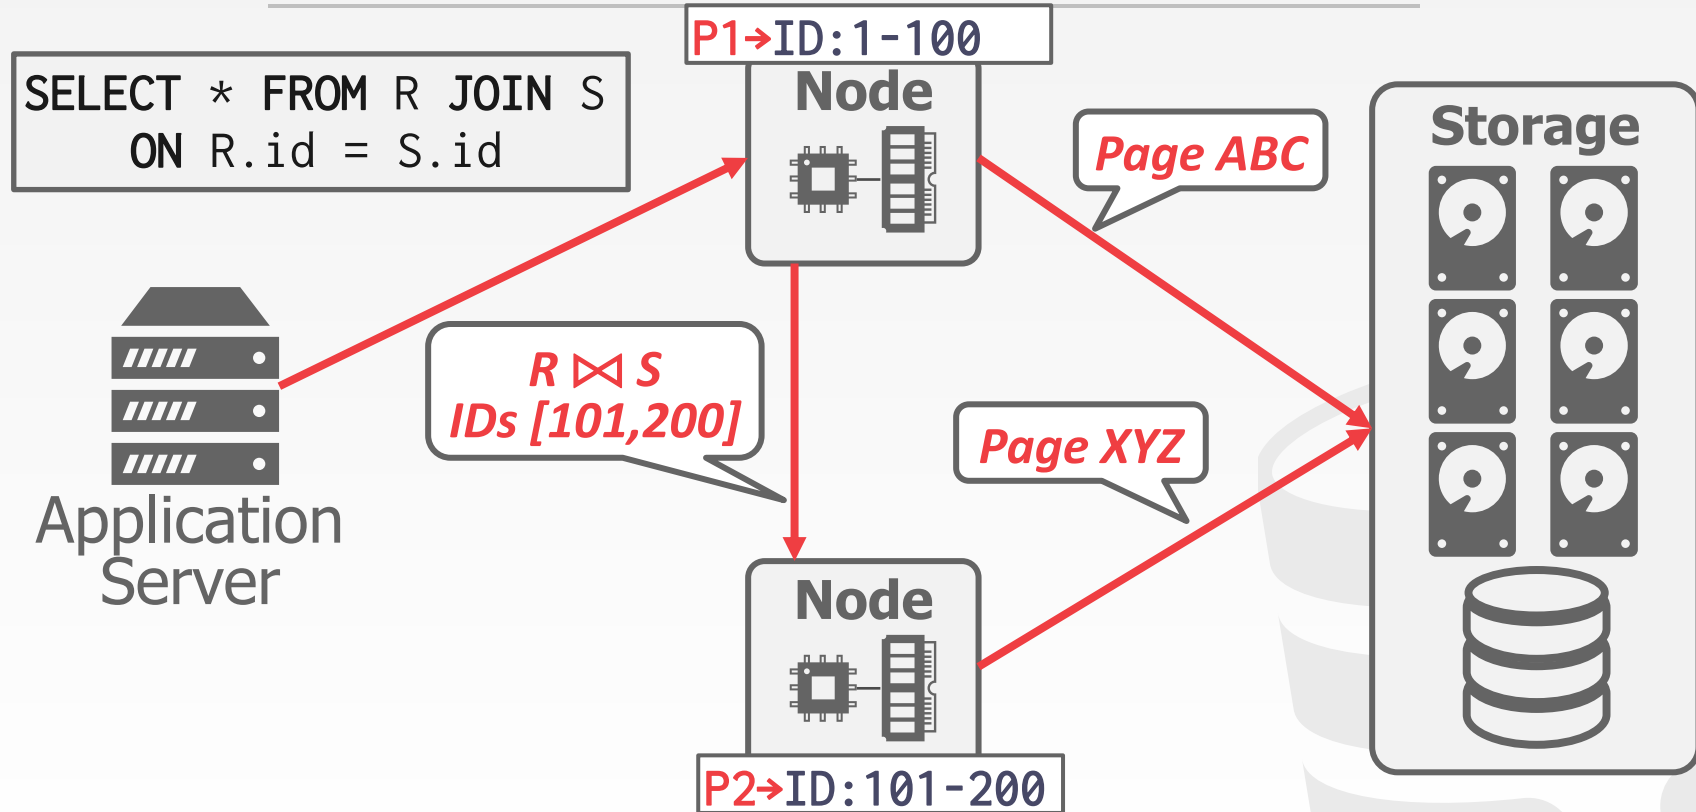 P1→ID:1-100
SELECT * FROM R JOIN S
ON R.id = S.id
Node
Page ABC
Storage
R ⋈ S
IDs [101,200]
Page XYZ
Application
Server
Node
P2→ID:101-200